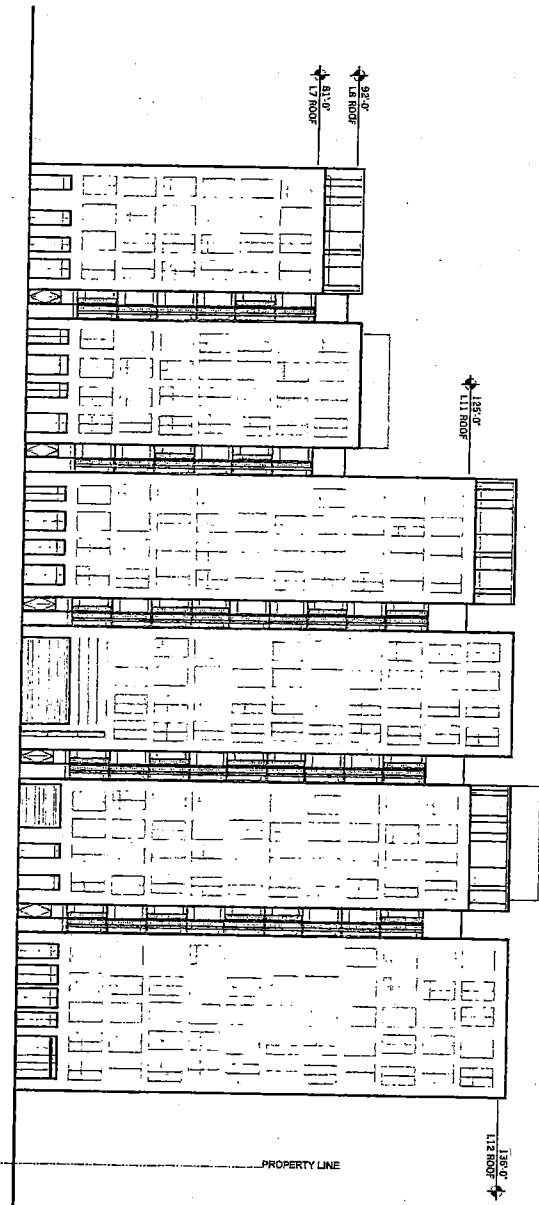 92'-0"
L8 ROOF
81'-0"
L7 ROOF
125'-0"
L11 ROOF
136'-0"
L12 ROOF
PROPERTY LINE